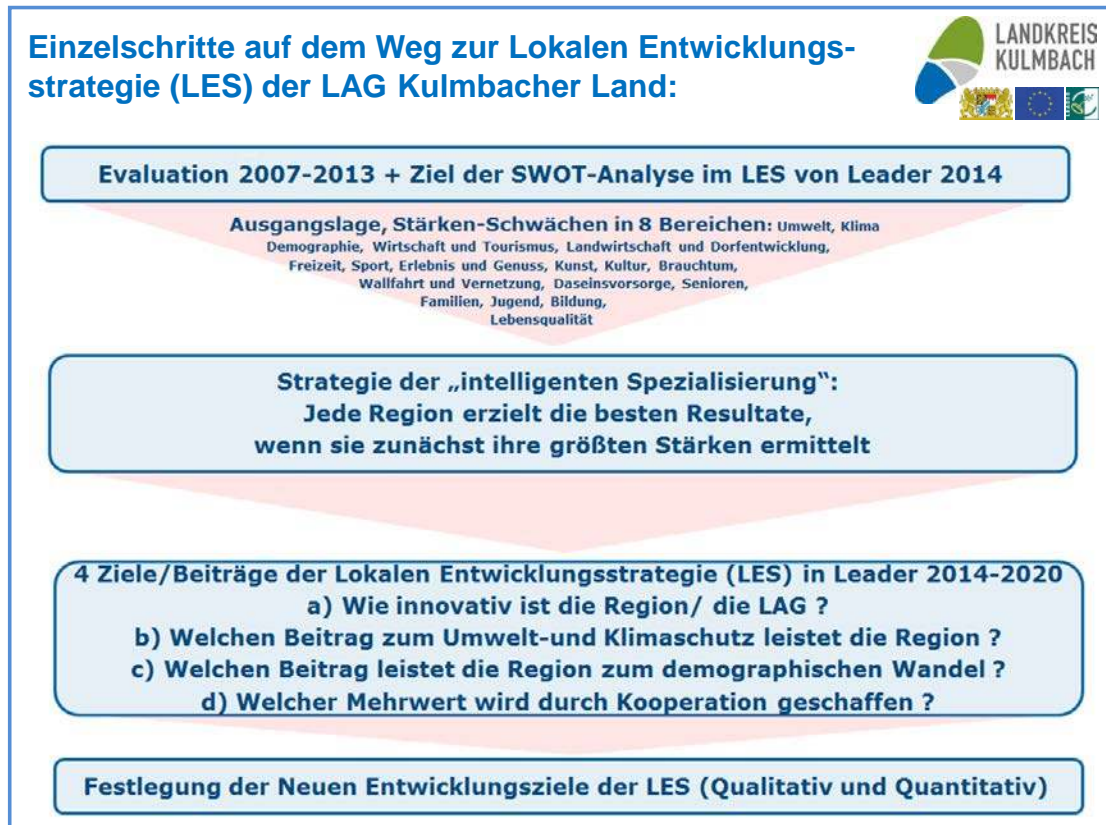 Einzelschritte auf dem Weg zur Lokalen Entwicklungs-
strategie (LES) der LAG Kulmbacher Land:
LANDKREIS
KULMBACH
Evaluation 2007-2013 + Ziel der SWOT-Analyse im LES von Leader 2014
Ausgangslage, Stärken-Schwächen in 8 Bereichen: Umwelt, Klima
Demographie, Wirtschaft und Tourismus, Landwirtschaft und Dorfentwicklung,
Freizeit, Sport, Erlebnis und Genuss, Kunst, Kultur, Brauchtum,
Wallfahrt und Vernetzung, Daseinsvorsorge, Senioren,
Familien, Jugend, Bildung,
Lebensqualität
Strategie der „intelligenten Spezialisierung“:
Jede Region erzielt die besten Resultate,
wenn sie zunächst ihre größten Stärken ermittelt
4 Ziele/Beiträge der Lokalen Entwicklungsstrategie (LES) in Leader 2014-2020
a) Wie innovativ ist die Region/ die LAG ?
b) Welchen Beitrag zum Umwelt-und Klimaschutz leistet die Region ?
c) Welchen Beitrag leistet die Region zum demographischen Wandel ?
d) Welcher Mehrwert wird durch Kooperation geschaffen ?
Festlegung der Neuen Entwicklungsziele der LES (Qualitativ und Quantitativ)